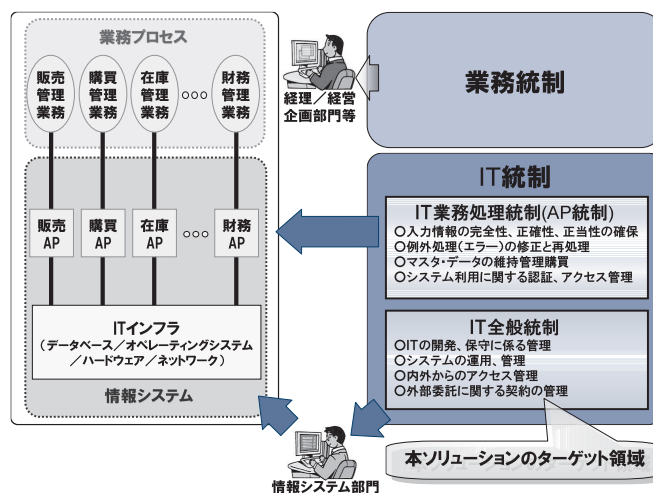 業務プロセス
販売
管理
業務
購買
管理
業務
在庫
管理
業務
○○○
財務
管理
業務
経理／経営
企画部門等
業務統制
IT統制
IT業務処理統制(AP統制)
○入力情報の完全性、正確性、正当性の確保
○例外処理(エラー)の修正と再処理
○マスタ・データの維持管理購買
○システム利用に関する認証、アクセス管理
販売
AP
購買
AP
在庫
AP
○○○
財務
AP
ITインフラ
（データベース／オペレーティングシステム
／ハードウェア／ネットワーク）
情報システム
IT全般統制
○ITの開発、保守に係る管理
○システムの運用、管理
○内外からのアクセス管理
○外部委託に関する契約の管理
本ソリューションのターゲット領域
情報システム部門